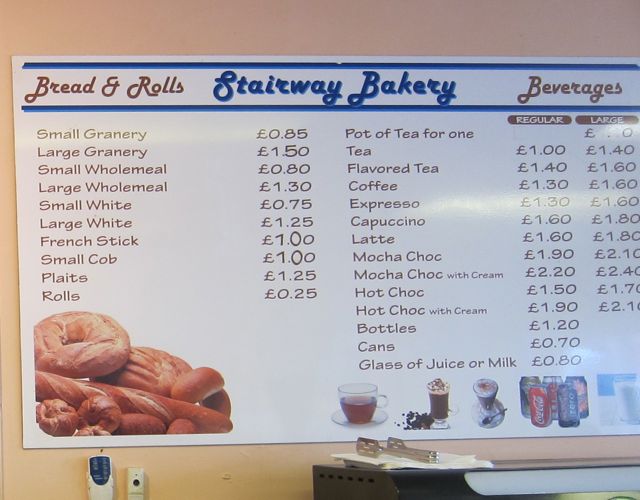 Bread & Rolls Stairway Bakery Beverages
REGULAR LARGE
Small Granery £0.85
Large Granery £1.50
Small Wholemeal £0.80
Large Wholemeal £1.30
Small White £0.75
Large White £1.25
French Stick £1.00
Small Cob £1.00
Plaits £1.25
Rolls £0.25
Pot of Tea for one
Tea £1.00 £1.40
Flavored Tea £1.40 £1.60
Coffee £1.30 £1.60
Expresso £1.30 £1.60
Capuccino £1.60 £1.80
Latte £1.60 £1.80
Mocha Choc £1.90 £2.10
Mocha Choc with Cream £2.20 £2.40
Hot Choc £1.50 £1.70
Hot Choc with Cream £1.90 £2.10
Bottles £1.20
Cans £0.70
Glass of Juice or Milk £0.80